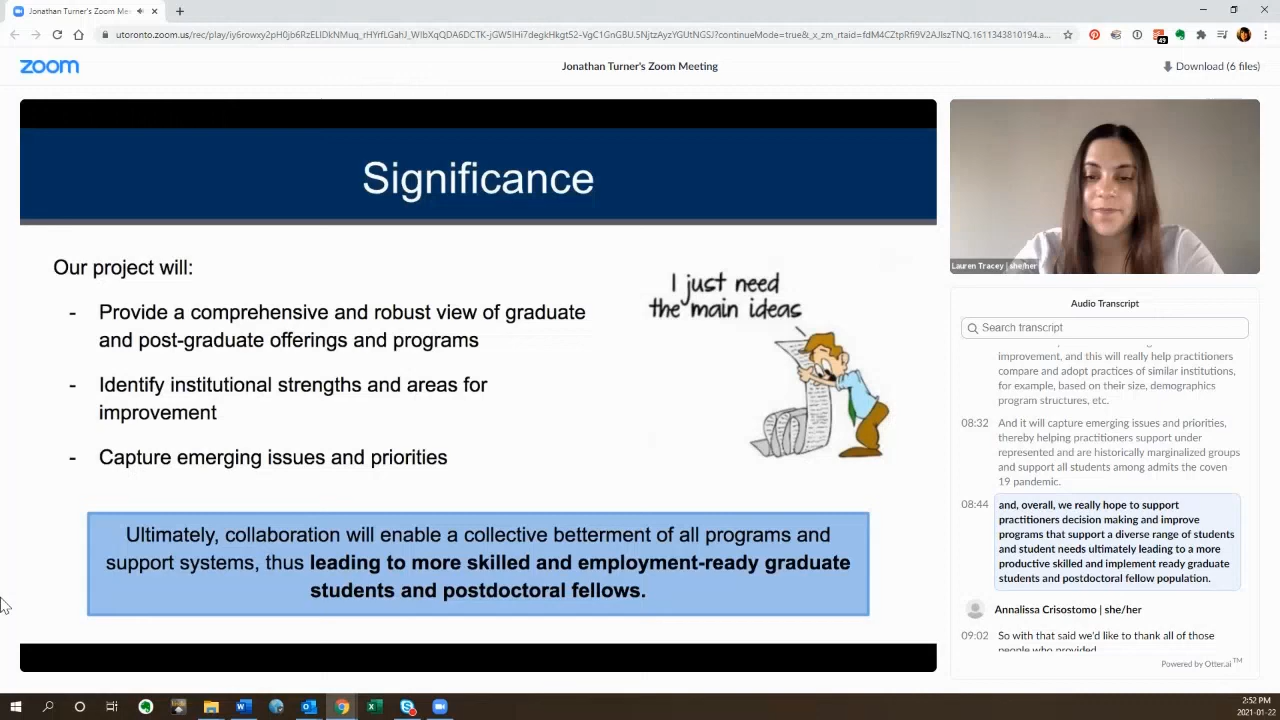 Jonathan Turner's Zoom Me
utoronto.zoom.us/rec/play/
49
zoom
Jonathan Turner's Zoom Meeting
Download (6 files)
Significance
Our project will:
- Provide a comprehensive and robust view of graduate
and post-graduate offerings and programs
- Identify institutional strengths and areas for
improvement
- Capture emerging issues and priorities
I just need
the main ideas
Ultimately, collaboration will enable a collective betterment of all programs and
support systems, thus leading to more skilled and employment-ready graduate
students and postdoctoral fellows.
Lauren Tracey | she/her
Audio Transcript
Search transcript
improvement, and this will really help practitioners
compare and adopt practices of similar institutions,
for example, based on their size, demographics
program structures, etc.
08:32 And it will capture emerging issues and priorities,
thereby helping practitioners support under
represented and are historically marginalized groups
and support all students among admits the coven
19 pandemic.
08:44 and, overall, we really hope to support
practitioners decision making and improve
programs that support a diverse range of students
and student needs ultimately leading to a more
productive skilled and implement ready graduate
students and postdoctoral fellow population.
Annalissa Crisostomo | she/her
09:02 So with that said we'd like to thank all of those
people who provided
Powered by Otter.ai™
2:52 PM
2021-01-22